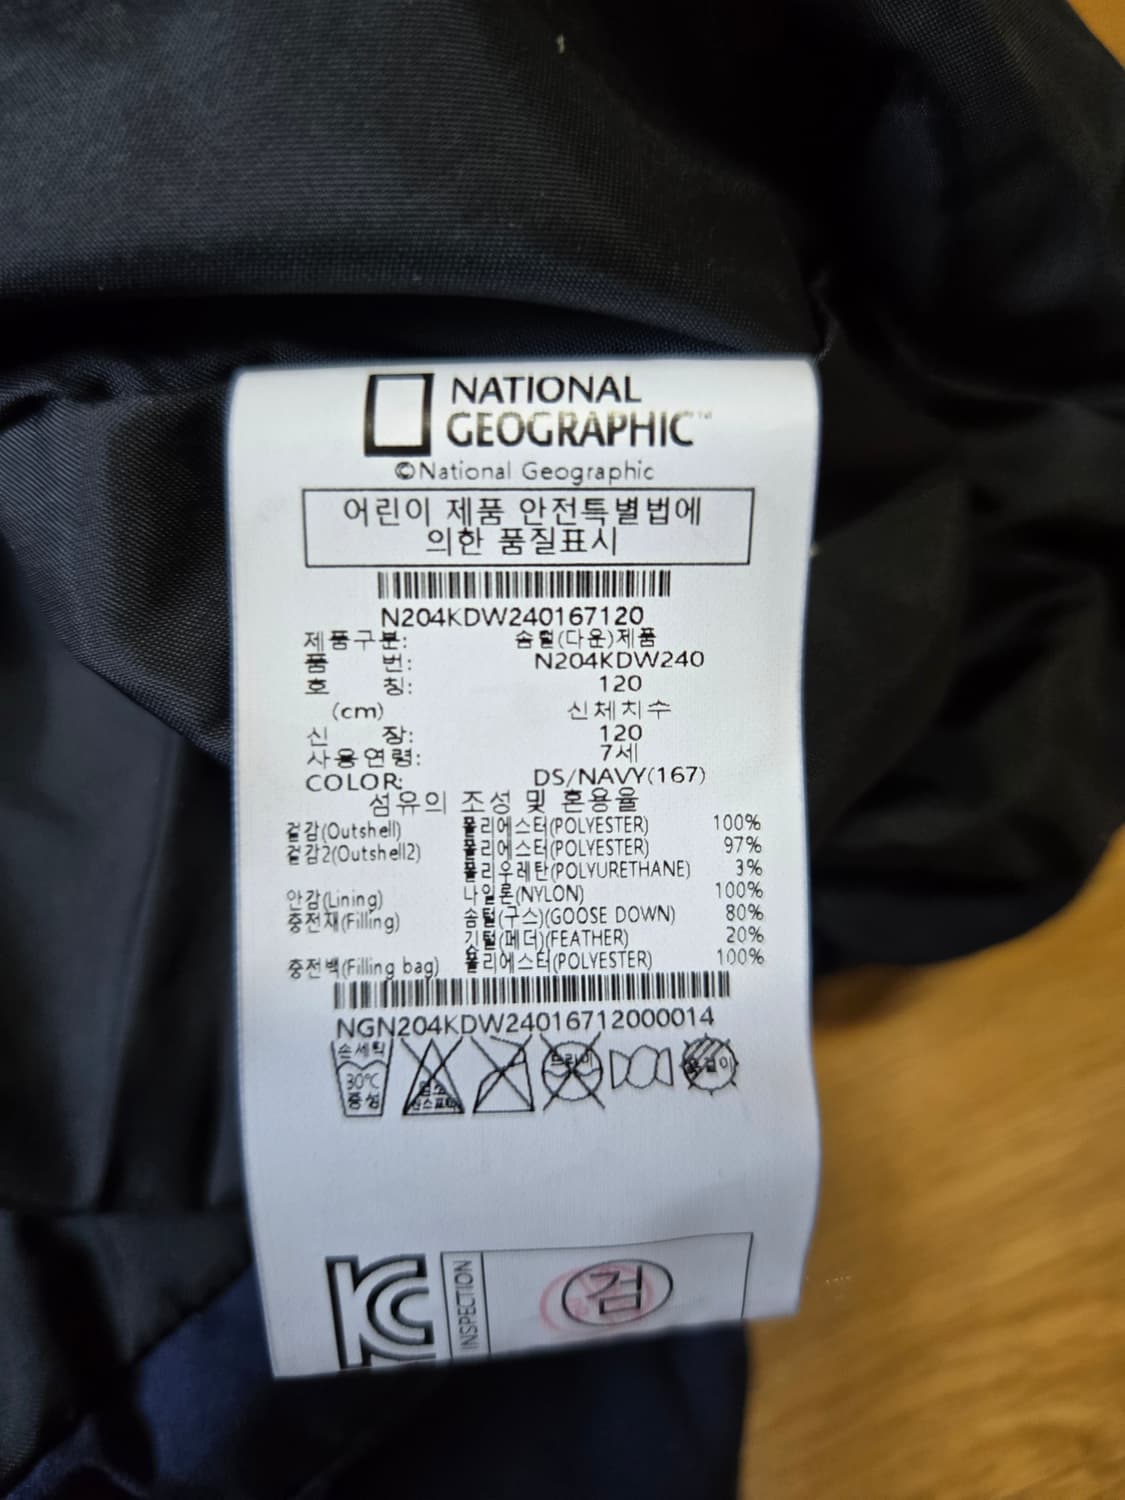 NATIONAL
GEOGRAPHIC™
©National Geographic
어린이 제품 안전특별법에
의한 품질표시
N204KDW240167120
제품구분: 솜털(다운)제품
품 번: N204KDW240
호 칭: 120
(cm) 신체치수
신 장: 120
사용연령: 7세
COLOR: DS/NAVY(167)
섬유의 조성 및 혼용율
겉감(Outshell) 폴리에스터(POLYESTER) 100%
겉감2(Outshell2) 폴리에스터(POLYESTER) 97%
폴리우레탄(POLYURETHANE) 3%
안감(Lining) 나일론(NYLON) 100%
충전재(Filling) 솜털(구스)(GOOSE DOWN) 80%
기털(페더)(FEATHER) 20%
충전백(Filling bag) 폴리에스터(POLYESTER) 100%
NGN204KDW24016712000014
손세탁
30℃
중성
염소
드라이
옷걸이
KC
INSPECTION
검